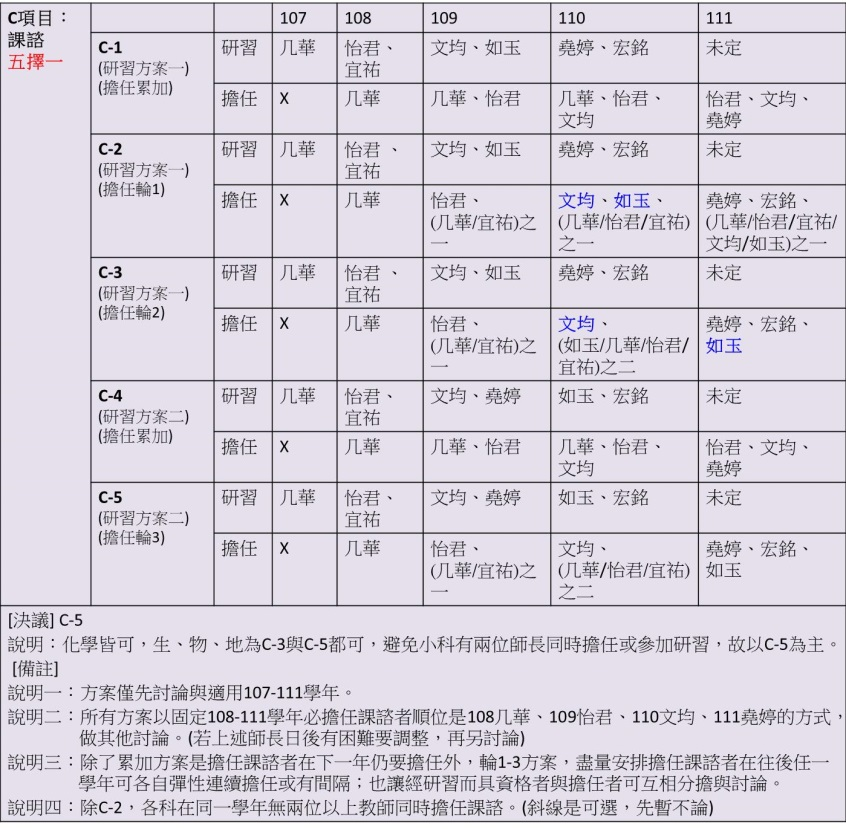 C項目：
課諮
五擇一
107 108 109 110 111
C-1
(研習方案一)
(擔任累加)
研習 几華 怡君、 文均、如玉 堯婷、宏銘 未定
宜祐
擔任 X 几華 几華、怡君 几華、怡君、 怡君、文均、
文均 堯婷
C-2
(研習方案一)
(擔任輪1)
研習 几華 怡君 、 文均、如玉 堯婷、宏銘 未定
宜祐
擔任 X 几華 怡君、 文均、如玉、 堯婷、宏銘、
(几華/宜祐)之 (几華/怡君/宜祐) (几華/怡君/宜祐/
一 之一 文均/如玉)之一
C-3
(研習方案一)
(擔任輪2)
研習 几華 怡君 、 文均、如玉 堯婷、宏銘 未定
宜祐
擔任 X 几華 怡君、 文均、 堯婷、宏銘、
(几華/宜祐)之 (如玉/几華/怡君/ 如玉
一 宜祐)之二
C-4
(研習方案二)
(擔任累加)
研習 几華 怡君、 文均、堯婷 如玉、宏銘 未定
宜祐
擔任 X 几華 几華、怡君 几華、怡君、 怡君、文均、
文均 堯婷
C-5
(研習方案二)
(擔任輪3)
研習 几華 怡君、 文均、堯婷 如玉、宏銘 未定
宜祐
擔任 X 几華 怡君、 文均、 堯婷、宏銘、
(几華/宜祐)之 (几華/怡君/宜祐) 如玉
一 之二
[決議] C-5
說明：化學皆可，生、物、地為C-3與C-5都可，避免小科有兩位師長同時擔任或參加研習，故以C-5為主。
[備註]
說明一：方案僅先討論與適用107-111學年。
說明二：所有方案以固定108-111學年必擔任課諮者順位是108几華、109怡君、110文均、111堯婷的方式，
做其他討論。(若上述師長日後有困難要調整，再另討論)
說明三：除了累加方案是擔任課諮者在下一年仍要擔任外，輪1-3方案，盡量安排擔任課諮者在往後任一
學年可各自彈性連續擔任或有間隔；也讓經研習而具資格者與擔任者可互相分擔與討論。
說明四：除C-2，各科在同一學年無兩位以上教師同時擔任課諮。(斜線是可選，先暫不論)